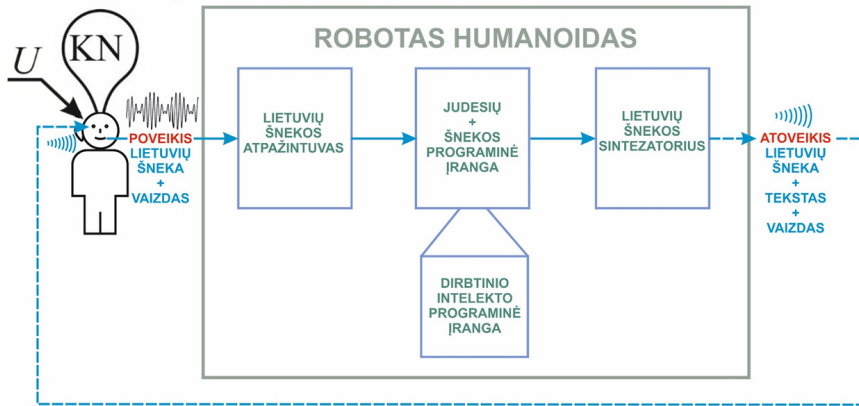 KN
U
ROBOTAS HUMANOIDAS
POVEIKIS
LIETUVIŲ
ŠNEKA
+
VAIZDAS
LIETUVIŲ
ŠNEKOS
ATPAŽINTUVAS
JUDESIŲ
+
ŠNEKOS
PROGRAMINĖ
ĮRANGA
LIETUVIŲ
ŠNEKOS
SINTEZATORIUS
ATOVEIKIS
LIETUVIŲ
ŠNEKA
+
TEKSTAS
+
VAIZDAS
DIRBTINIO
INTELEKTO
PROGRAMINĖ
ĮRANGA